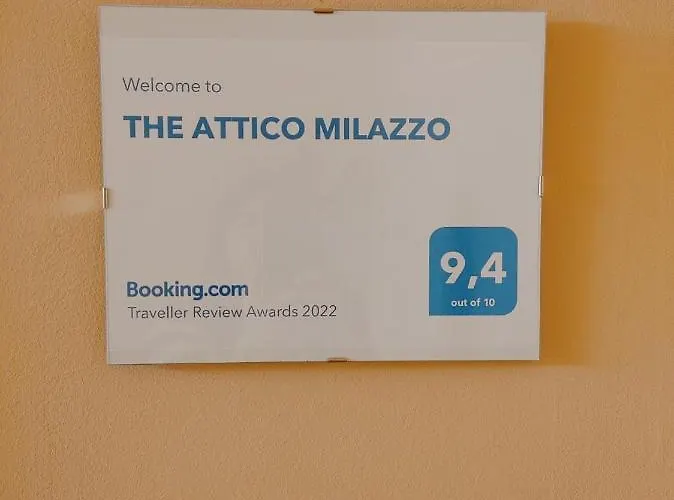 Welcome to
THE ATTICO MILAZZO
9,4
out of 10
Booking.com
Traveller Review Awards 2022